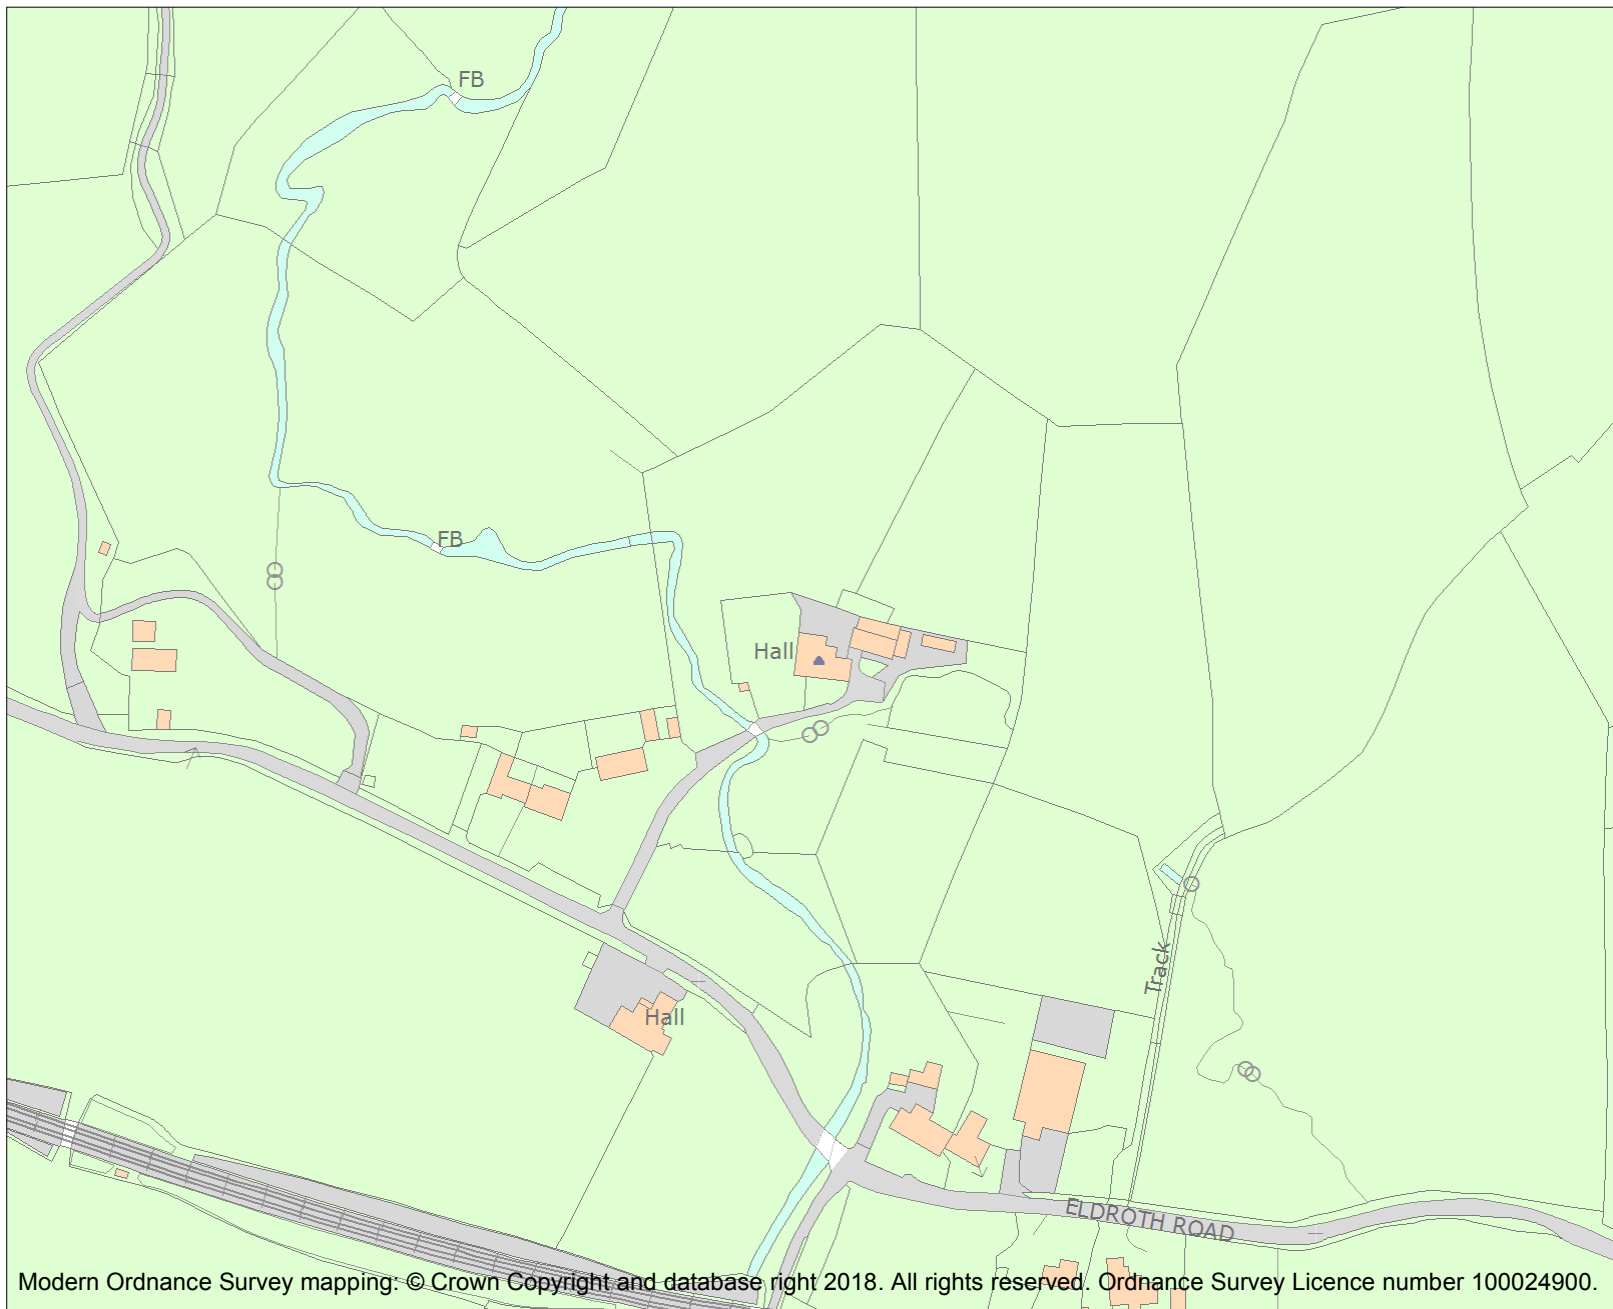 FB
FB
Hall
Track
Hall
ELDROTH ROAD
Modern Ordnance Survey mapping: © Crown Copyright and database right 2018. All rights reserved. Ordnance Survey Licence number 100024900.